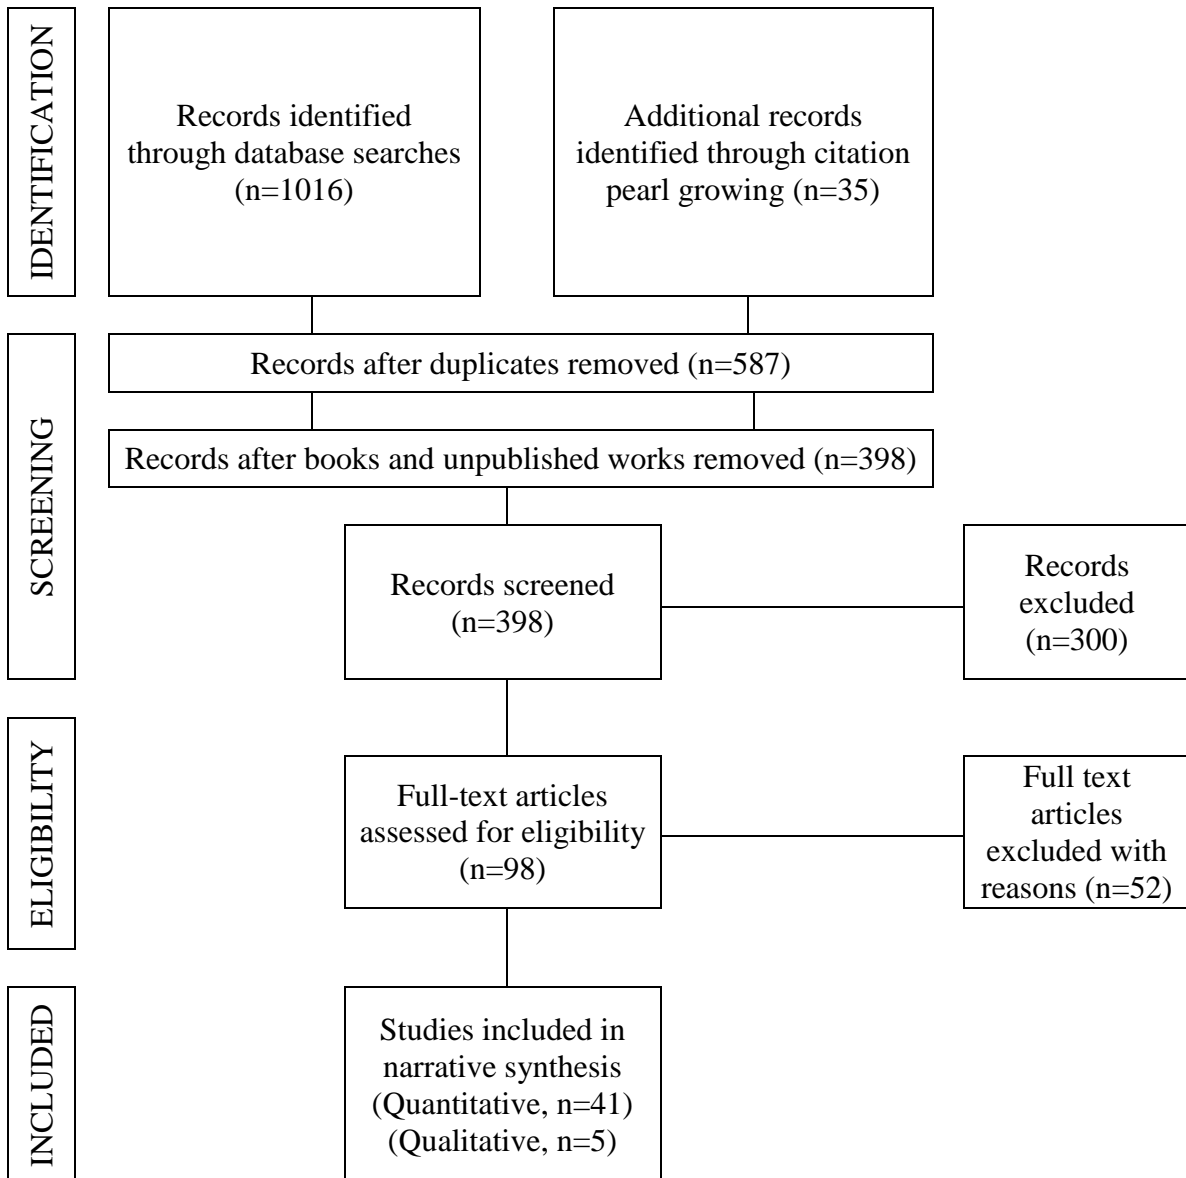 IDENTIFICATION
Records identified
through database searches
(n=1016)
Additional records
identified through citation
pearl growing (n=35)
SCREENING
Records after duplicates removed (n=587)
Records after books and unpublished works removed (n=398)
Records screened
(n=398)
Records
excluded
(n=300)
ELIGIBILITY
Full-text articles
assessed for eligibility
(n=98)
Full text
articles
excluded with
reasons (n=52)
INCLUDED
Studies included in
narrative synthesis
(Quantitative, n=41)
(Qualitative, n=5)